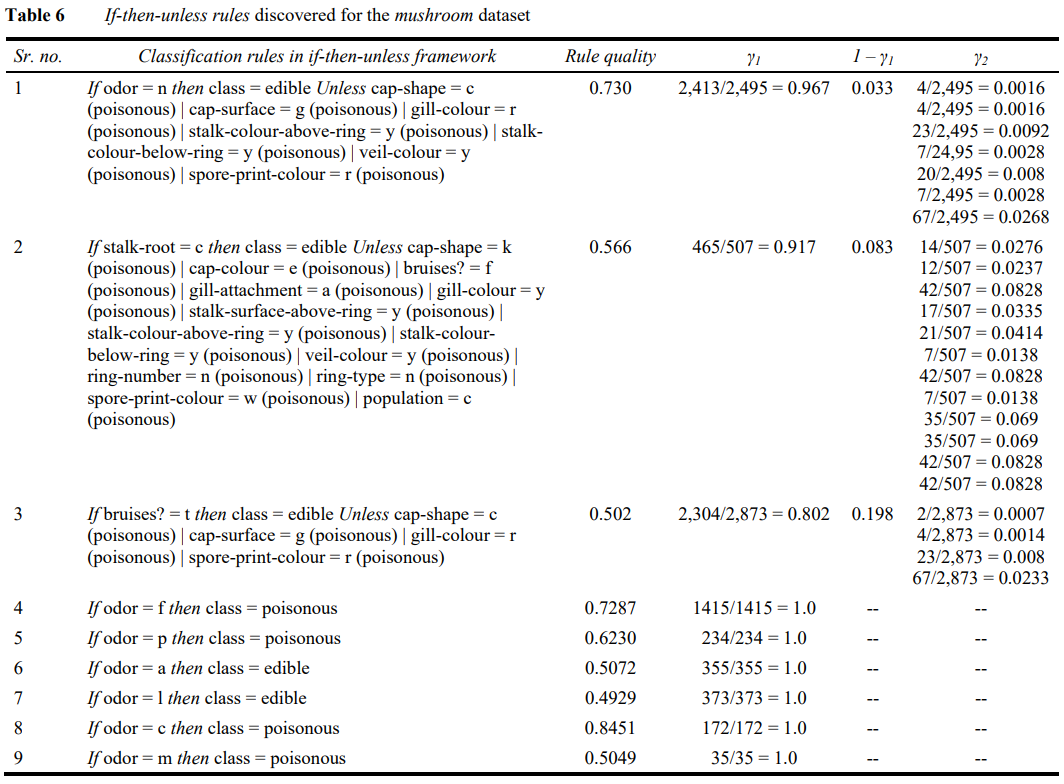 Table 6 If-then-unless rules discovered for the mushroom dataset
Sr. no. Classification rules in if-then-unless framework Rule quality γ1 1 – γ1 γ2
1 If odor = n then class = edible Unless cap-shape = c 0.730 2,413/2,495 = 0.967 0.033 4/2,495 = 0.0016
(poisonous) | cap-surface = g (poisonous) | gill-colour = r 4/2,495 = 0.0016
(poisonous) | stalk-colour-above-ring = y (poisonous) | stalk- 23/2,495 = 0.0092
colour-below-ring = y (poisonous) | veil-colour = y 7/24,95 = 0.0028
(poisonous) | spore-print-colour = r (poisonous) 20/2,495 = 0.008
7/2,495 = 0.0028
67/2,495 = 0.0268
2 If stalk-root = c then class = edible Unless cap-shape = k 0.566 465/507 = 0.917 0.083 14/507 = 0.0276
(poisonous) | cap-colour = e (poisonous) | bruises? = f 12/507 = 0.0237
(poisonous) | gill-attachment = a (poisonous) | gill-colour = y 42/507 = 0.0828
(poisonous) | stalk-surface-above-ring = y (poisonous) | 17/507 = 0.0335
stalk-colour-above-ring = y (poisonous) | stalk-colour- 21/507 = 0.0414
below-ring = y (poisonous) | veil-colour = y (poisonous) | 7/507 = 0.0138
ring-number = n (poisonous) | ring-type = n (poisonous) | 42/507 = 0.0828
spore-print-colour = w (poisonous) | population = c 7/507 = 0.0138
(poisonous) 35/507 = 0.069
35/507 = 0.069
42/507 = 0.0828
42/507 = 0.0828
3 If bruises? = t then class = edible Unless cap-shape = c 0.502 2,304/2,873 = 0.802 0.198 2/2,873 = 0.0007
(poisonous) | cap-surface = g (poisonous) | gill-colour = r 4/2,873 = 0.0014
(poisonous) | spore-print-colour = r (poisonous) 23/2,873 = 0.008
67/2,873 = 0.0233
4 If odor = f then class = poisonous 0.7287 1415/1415 = 1.0 -- --
5 If odor = p then class = poisonous 0.6230 234/234 = 1.0 -- --
6 If odor = a then class = edible 0.5072 355/355 = 1.0 -- --
7 If odor = l then class = edible 0.4929 373/373 = 1.0 -- --
8 If odor = c then class = poisonous 0.8451 172/172 = 1.0 -- --
9 If odor = m then class = poisonous 0.5049 35/35 = 1.0 -- --